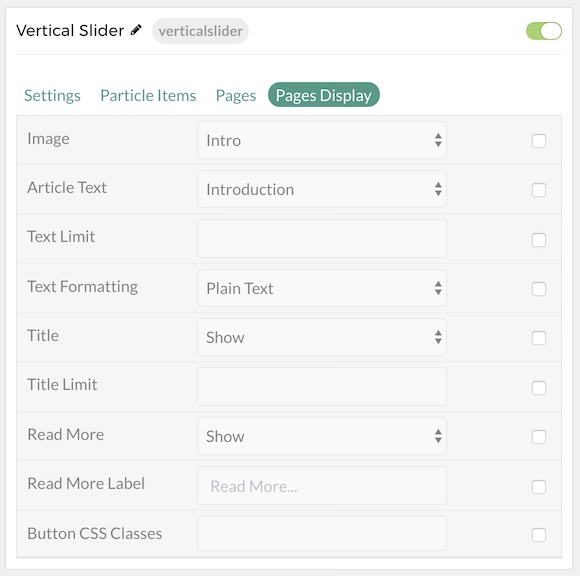 Vertical Slider verticalslider
Settings Particle Items Pages Pages Display
Image Intro
Article Text Introduction
Text Limit
Text Formatting Plain Text
Title Show
Title Limit
Read More Show
Read More Label Read More...
Button CSS Classes